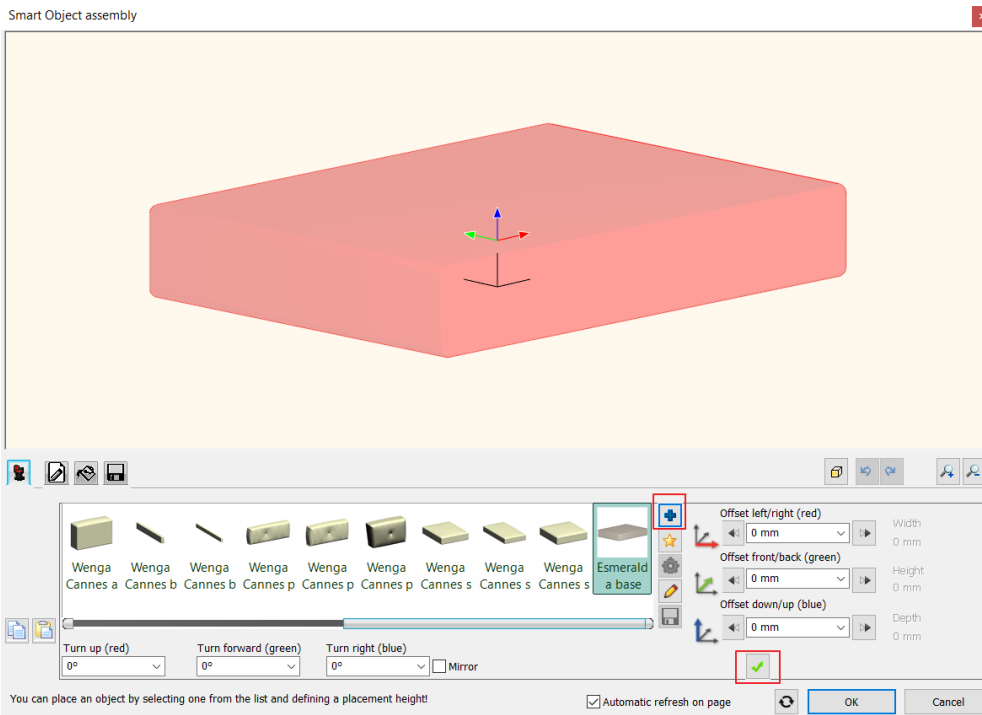 Smart Object assembly
Wenga Cannes a
Wenga Cannes b
Wenga Cannes b
Wenga Cannes p
Wenga Cannes p
Wenga Cannes p
Wenga Cannes s
Wenga Cannes s
Wenga Cannes s
Esmerald a base
Offset left/right (red)
0 mm
Width
0 mm
Offset front/back (green)
0 mm
Height
0 mm
Offset down/up (blue)
0 mm
Depth
0 mm
Turn up (red)
Turn forward (green)
Turn right (blue)
0°
0°
0°
Mirror
You can place an object by selecting one from the list and defining a placement height!
Automatic refresh on page
OK
Cancel